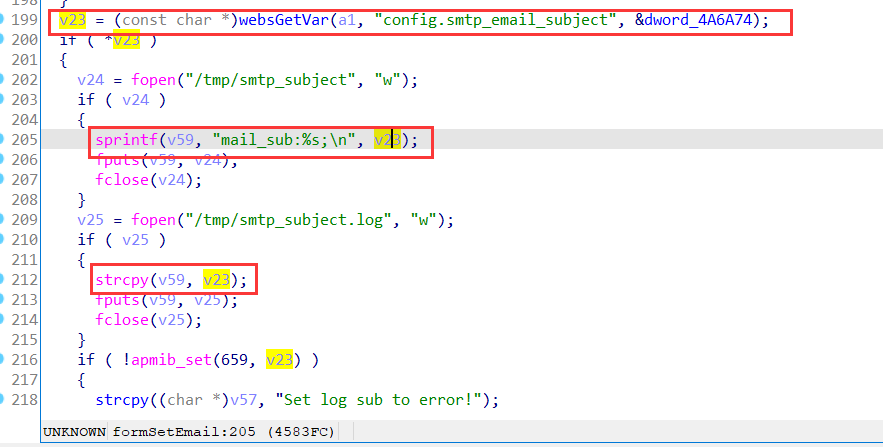 198 }
199 v23 = (const char *)websGetVar(a1, "config.smtp_email_subject", &dword_4A6A74);
200 if ( *v23 )
201 {
202 v24 = fopen("/tmp/smtp_subject", "w");
203 if ( v24 )
204 {
205 sprintf(v59, "mail_sub:%s;\n", v23);
206 fputs(v59, v24);
207 fclose(v24);
208 }
209 v25 = fopen("/tmp/smtp_subject.log", "w");
210 if ( v25 )
211 {
212 strcpy(v59, v23);
213 fputs(v59, v25);
214 fclose(v25);
215 }
216 if ( !apmib_set(659, v23) )
217 {
218 strcpy((char *)v57, "Set log sub to error!");
UNKNOWN formSetEmail:205 (4583FC)